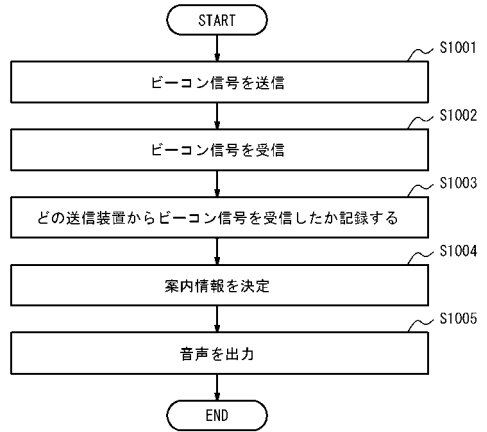 START
S1001
ビーコン信号を送信
S1002
ビーコン信号を受信
S1003
どの送信装置からビーコン信号を受信したか記録する
S1004
案内情報を決定
S1005
音声を出力
END